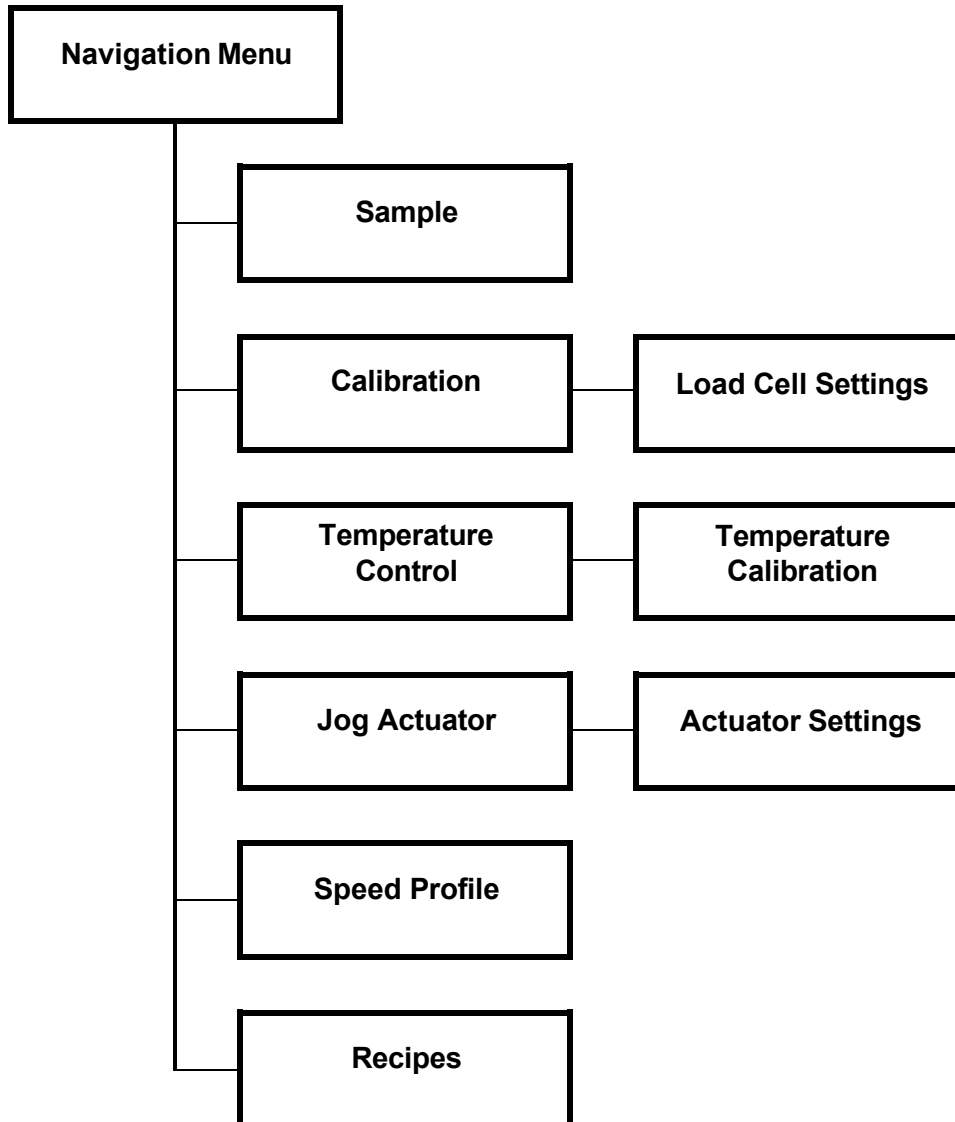 Navigation Menu
Sample
Calibration
Load Cell Settings
Temperature
Control
Temperature
Calibration
Jog Actuator
Actuator Settings
Speed Profile
Recipes